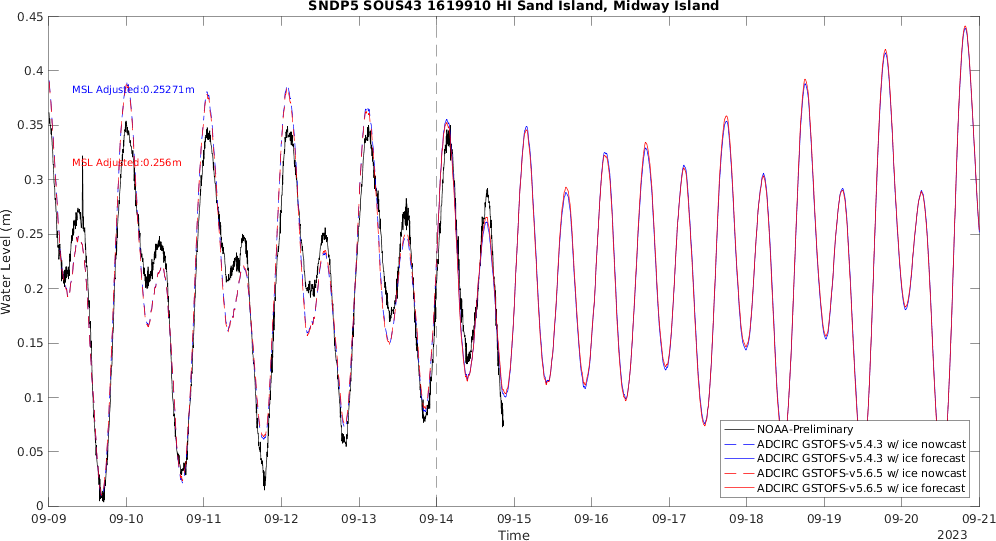 SNDP5 SOUS43 1619910 HI Sand Island, Midway Island
0.45
0.4
0.35
0.3
0.25
0.2
0.15
0.1
0.05
0
Water Level (m)
MSL Adjusted:0.25271m
MSL Adjusted:0.256m
NOAA-Preliminary
ADCIRC GSTOFS-v5.4.3 w/ ice nowcast
ADCIRC GSTOFS-v5.4.3 w/ ice forecast
ADCIRC GSTOFS-v5.6.5 w/ ice nowcast
ADCIRC GSTOFS-v5.6.5 w/ ice forecast
09-09 09-10 09-11 09-12 09-13 09-14 09-15 09-16 09-17 09-18 09-19 09-20 09-21
Time
2023